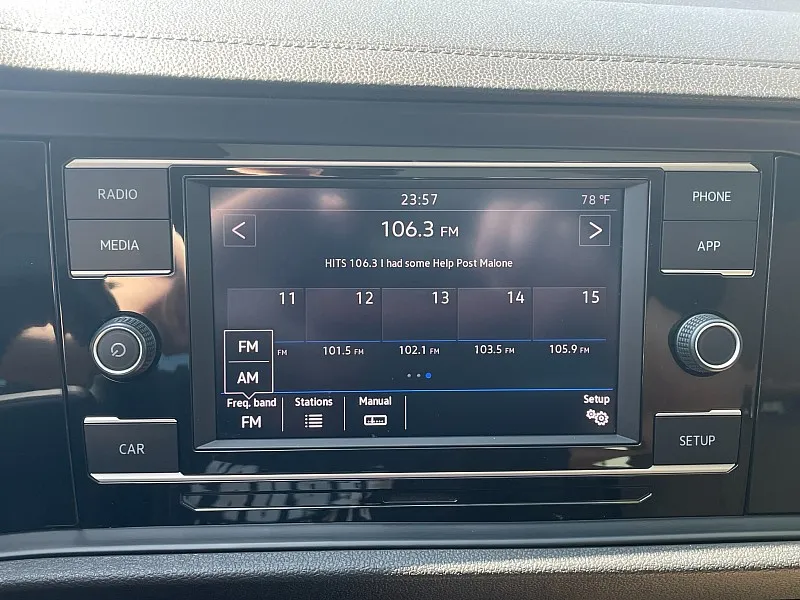 RADIO
MEDIA
CAR
23:57
78 °F
<
106.3 FM
>
HITS 106.3 I had some Help Post Malone
11 12 13 14 15
FM 101.5 FM 102.1 FM 103.5 FM 105.9 FM
FM
AM
Freq. band Stations Manual Setup
FM
PHONE
APP
SETUP